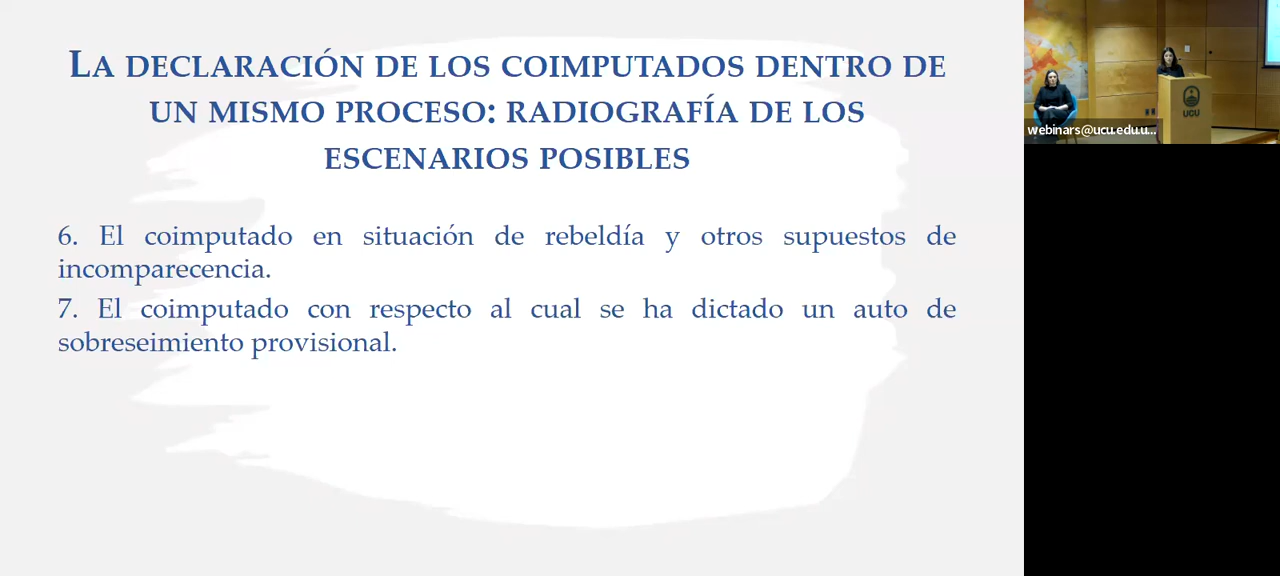 LA DECLARACIÓN DE LOS COIMPUTADOS DENTRO DE
UN MISMO PROCESO: RADIOGRAFÍA DE LOS
ESCENARIOS POSIBLES
6. El coimputado en situación de rebeldía y otros supuestos de
incomparecencia.
7. El coimputado con respecto al cual se ha dictado un auto de
sobreseimiento provisional.
UCU
webinars@ucu.edu.u...